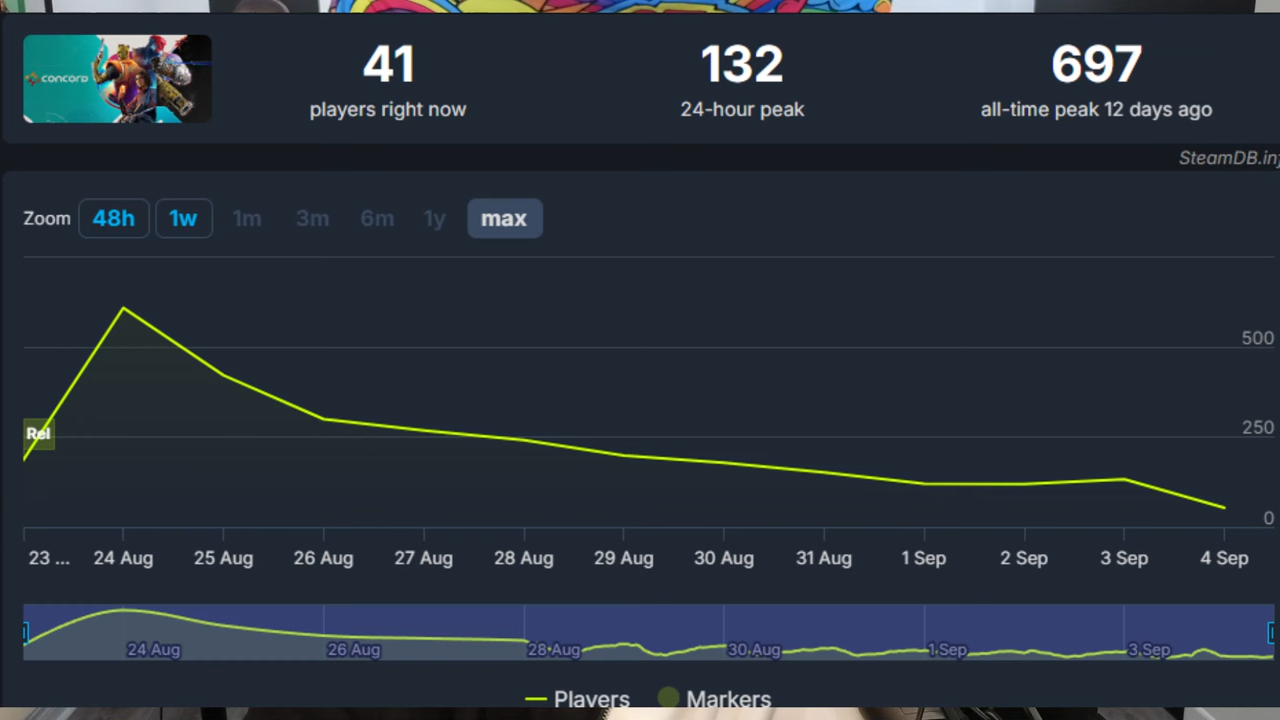 concord
41
players right now
132
24-hour peak
697
all-time peak 12 days ago
SteamDB.in
Zoom 48h 1w 1m 3m 6m 1y max
500
250
0
Rel
23 ... 24 Aug 25 Aug 26 Aug 27 Aug 28 Aug 29 Aug 30 Aug 31 Aug 1 Sep 2 Sep 3 Sep 4 Sep
24 Aug 26 Aug 28 Aug 30 Aug 1 Sep 3 Sep
Players Markers